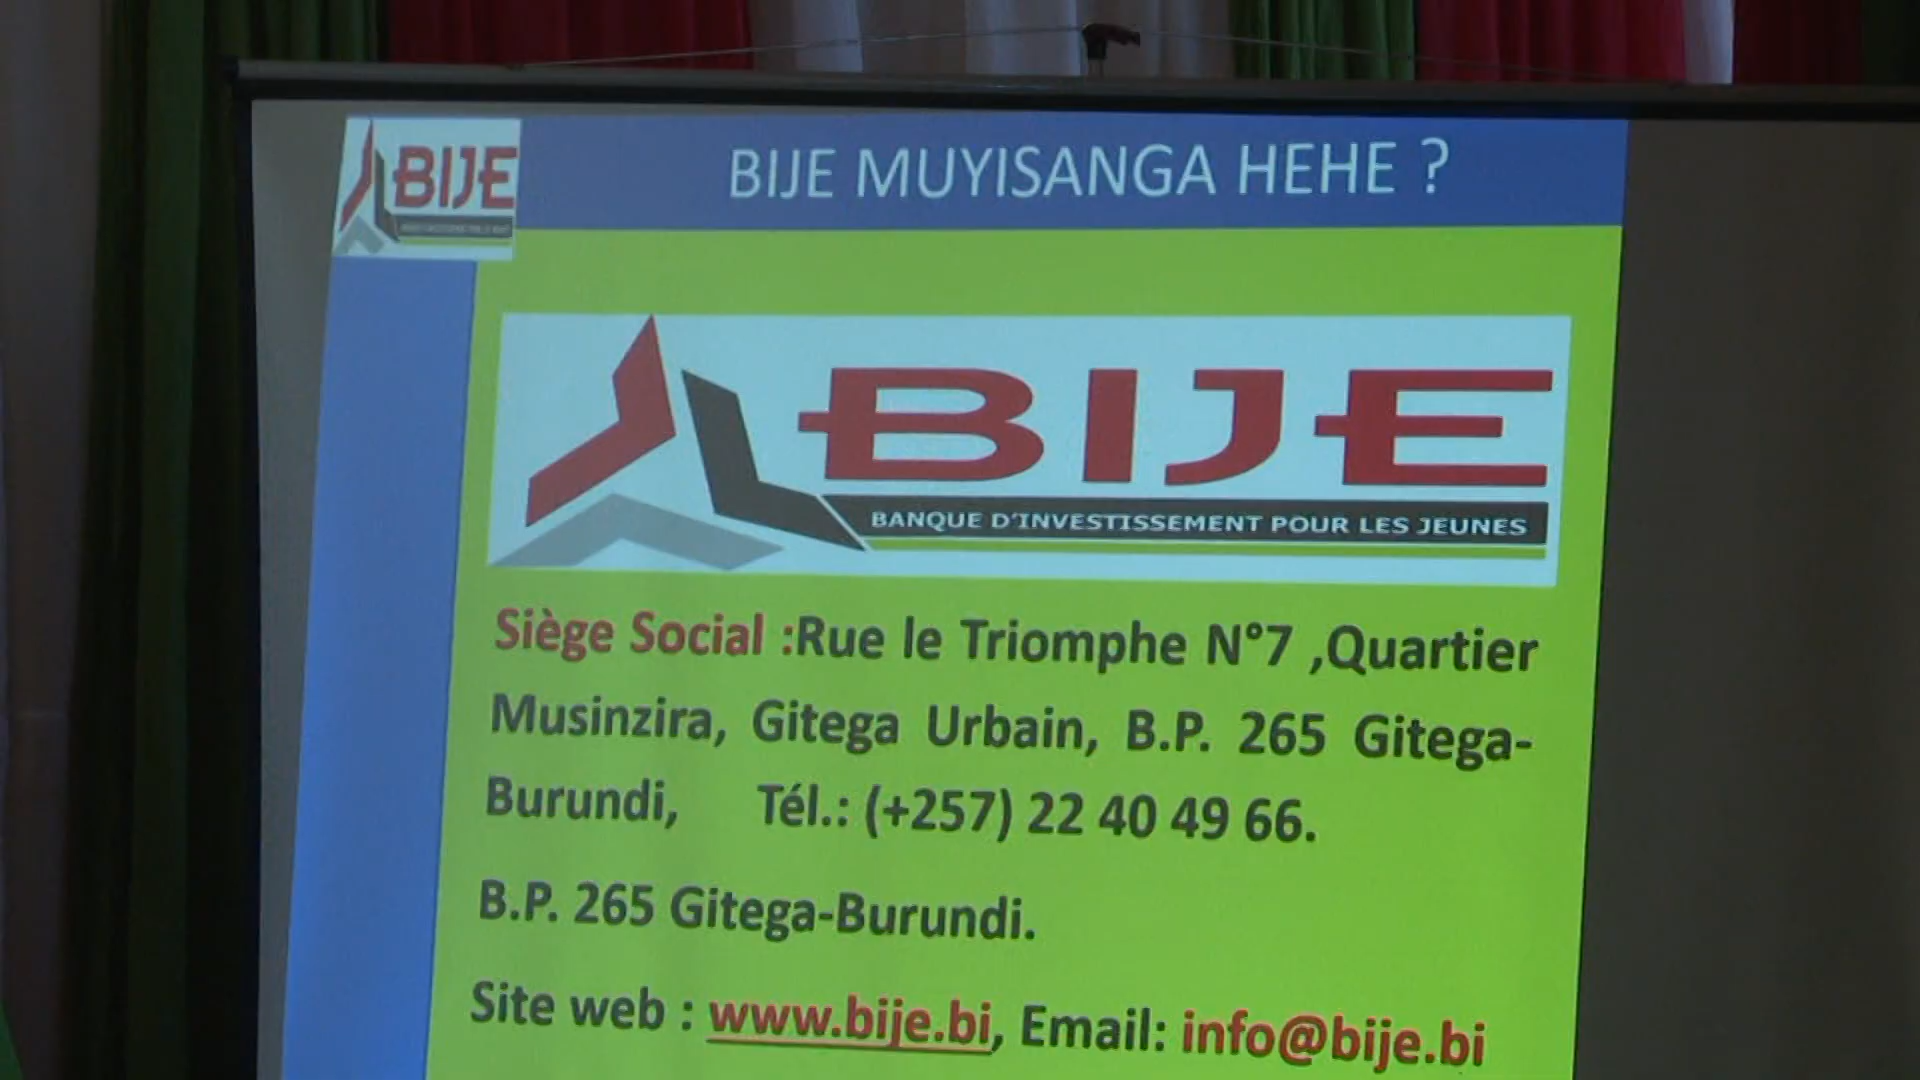 BIJE
BIJE MUYISANGA HEHE ?
BIJE
BANQUE D'INVESTISSEMENT POUR LES JEUNES
Siège Social :Rue le Triomphe N°7 ,Quartier
Musinzira, Gitega Urbain, B.P. 265 Gitega-
Burundi, Tél.: (+257) 22 40 49 66.
B.P. 265 Gitega-Burundi.
Site web : www.bije.bi, Email: info@bije.bi